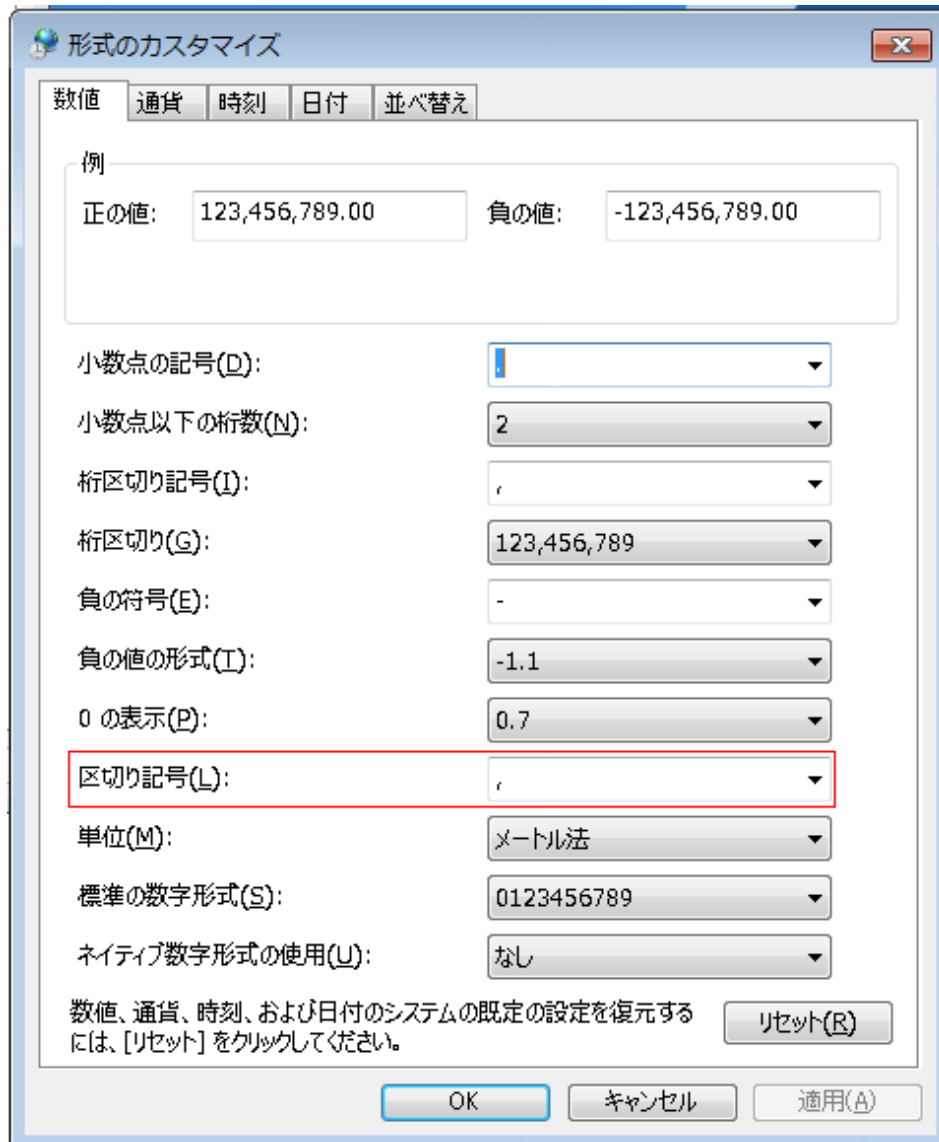 形式のカスタマイズ
数値 通貨 時刻 日付 並べ替え
例
正の値: 123,456,789.00 負の値: -123,456,789.00
小数点の記号(D): .
小数点以下の桁数(N): 2
桁区切り記号(I): ,
桁区切り(G): 123,456,789
負の符号(E): -
負の値の形式(T): -1.1
0 の表示(P): 0.7
区切り記号(L): ,
単位(M): メートル法
標準の数字形式(S): 0123456789
ネイティブ数字形式の使用(U): なし
数値、通貨、時刻、および日付のシステムの既定の設定を復元する
には、[リセット] をクリックしてください。
リセット(R)
OK キャンセル 適用(A)